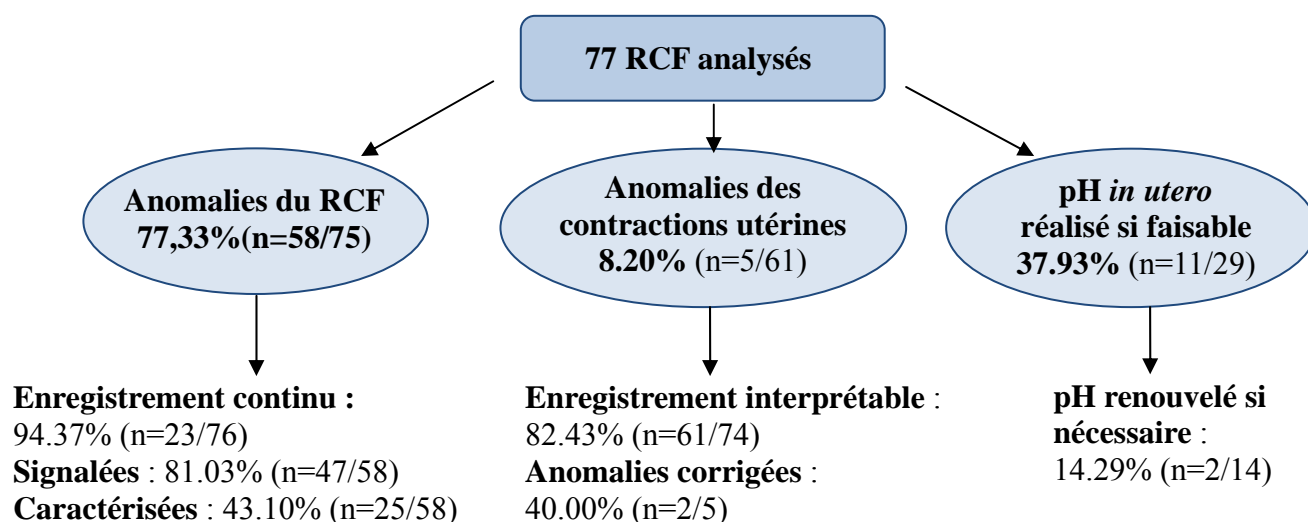 77 RCF analysés
Anomalies du RCF
77,33%(n=58/75)
Anomalies des
contractions utérines
8.20% (n=5/61)
pH in utero
réalisé si faisable
37.93% (n=11/29)
Enregistrement continu :
94.37% (n=23/76)
Signalées : 81.03% (n=47/58)
Caractérisées : 43.10% (n=25/58)
Enregistrement interprétable :
82.43% (n=61/74)
Anomalies corrigées :
40.00% (n=2/5)
pH renouvelé si
nécessaire :
14.29% (n=2/14)